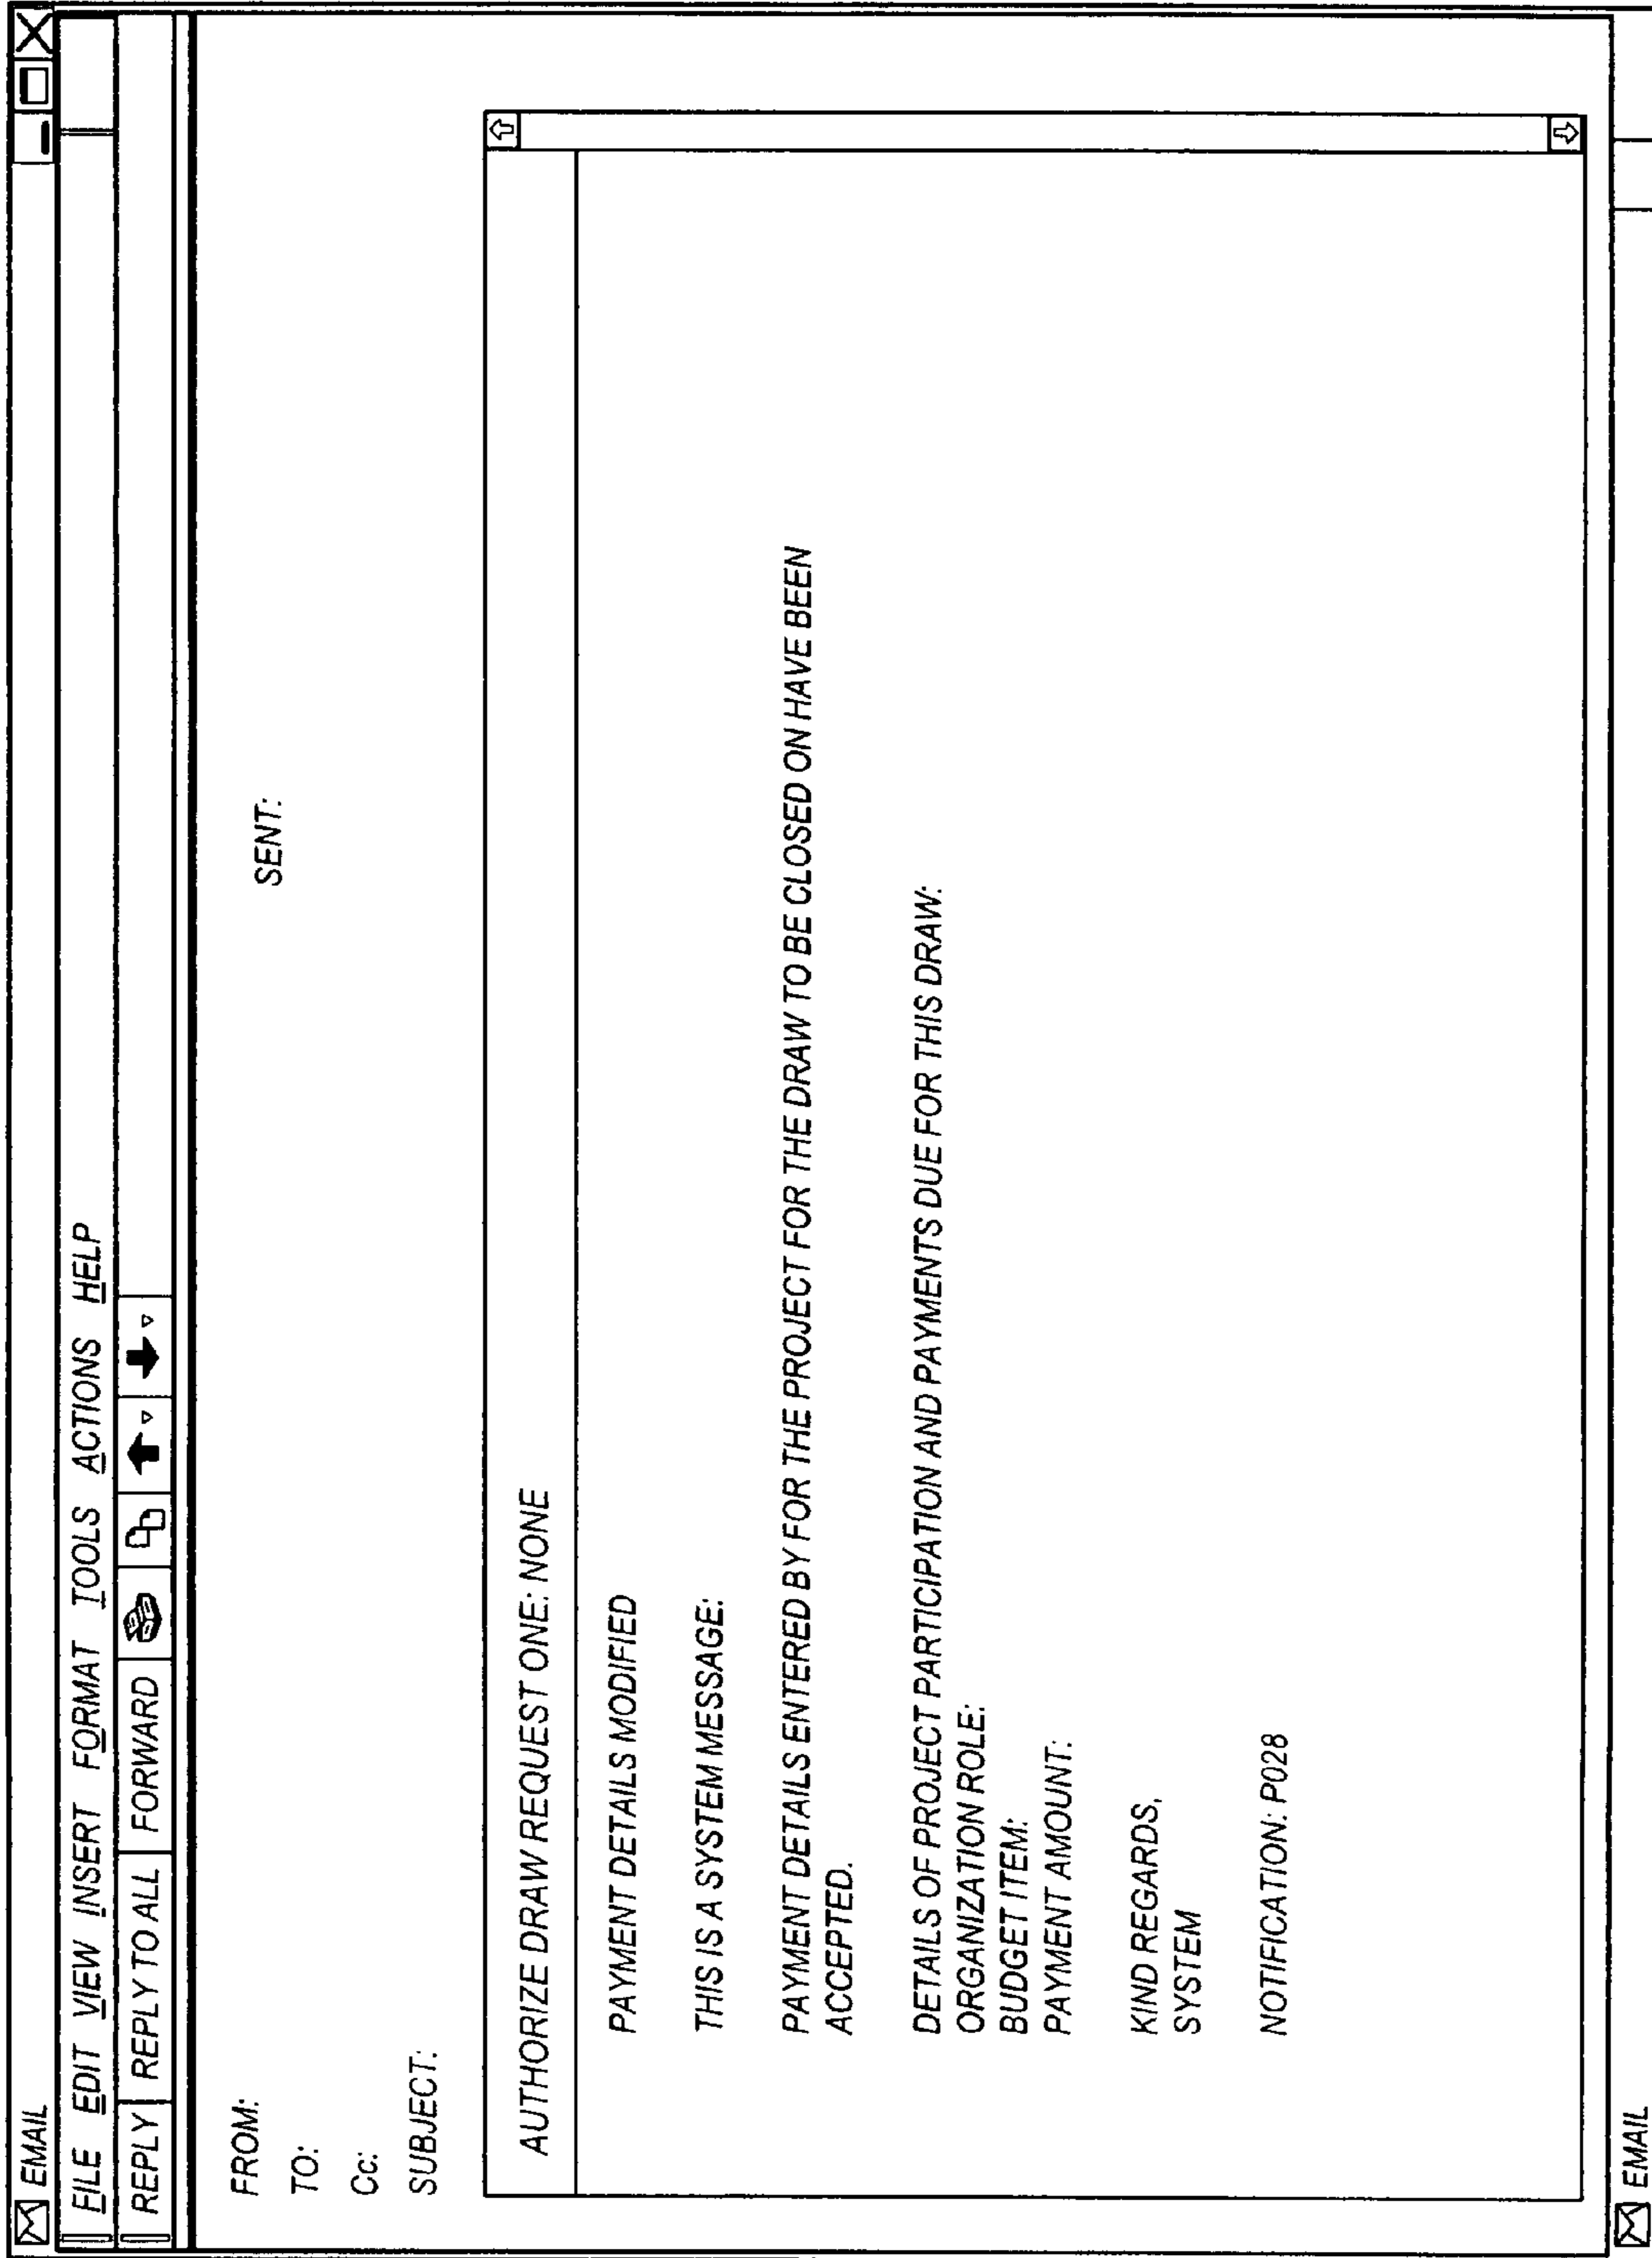 EMAIL
FILE EDIT VIEW INSERT FORMAT TOOLS ACTIONS HELP
REPLY REPLY TO ALL FORWARD
FROM:
SENT:
TO:
Cc:
SUBJECT:
AUTHORIZE DRAW REQUEST ONE: NONE
PAYMENT DETAILS MODIFIED
THIS IS A SYSTEM MESSAGE:
PAYMENT DETAILS ENTERED BY FOR THE PROJECT FOR THE DRAW TO BE CLOSED ON HAVE BEEN
ACCEPTED.
DETAILS OF PROJECT PARTICIPATION AND PAYMENTS DUE FOR THIS DRAW:
ORGANIZATION ROLE:
BUDGET ITEM:
PAYMENT AMOUNT:
KIND REGARDS,
SYSTEM
NOTIFICATION: P028
EMAIL